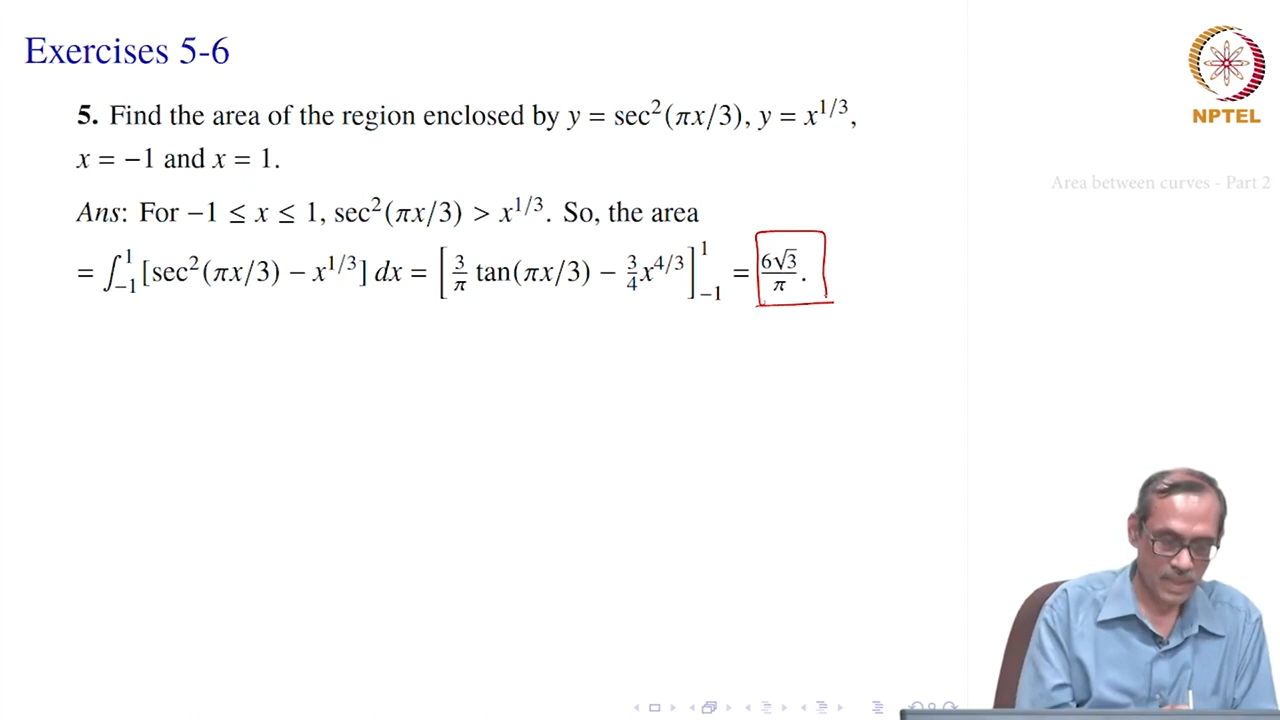 Exercises 5-6
NPTEL
5. Find the area of the region enclosed by y = sec²(πx/3), y = x^{1/3},
x = −1 and x = 1.
Area between curves - Part 2
Ans: For −1 ≤ x ≤ 1, sec²(πx/3) > x^{1/3}. So, the area
= ∫_{−1}^{1} [sec²(πx/3) − x^{1/3}] dx = [3/π tan(πx/3) − 3/4 x^{4/3}]_{−1}^{1} = 6√3/π.